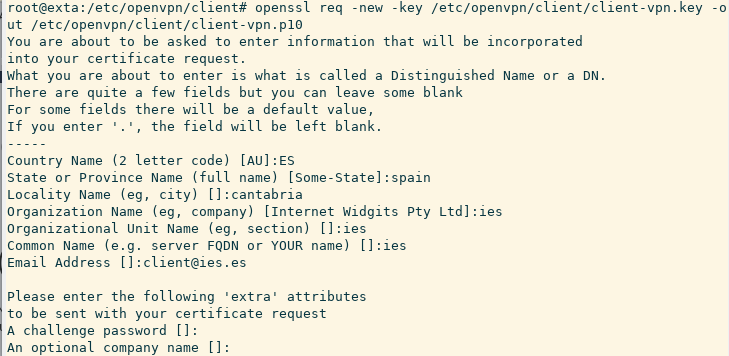 root@exta:/etc/openvpn/client# openssl req -new -key /etc/openvpn/client/client-vpn.key -o
ut /etc/openvpn/client/client-vpn.p10
You are about to be asked to enter information that will be incorporated
into your certificate request.
What you are about to enter is what is called a Distinguished Name or a DN.
There are quite a few fields but you can leave some blank
For some fields there will be a default value,
If you enter '.', the field will be left blank.
-----
Country Name (2 letter code) [AU]:ES
State or Province Name (full name) [Some-State]:spain
Locality Name (eg, city) []:cantabria
Organization Name (eg, company) [Internet Widgits Pty Ltd]:ies
Organizational Unit Name (eg, section) []:ies
Common Name (e.g. server FQDN or YOUR name) []:ies
Email Address []:client@ies.es

Please enter the following 'extra' attributes
to be sent with your certificate request
A challenge password []:
An optional company name []: